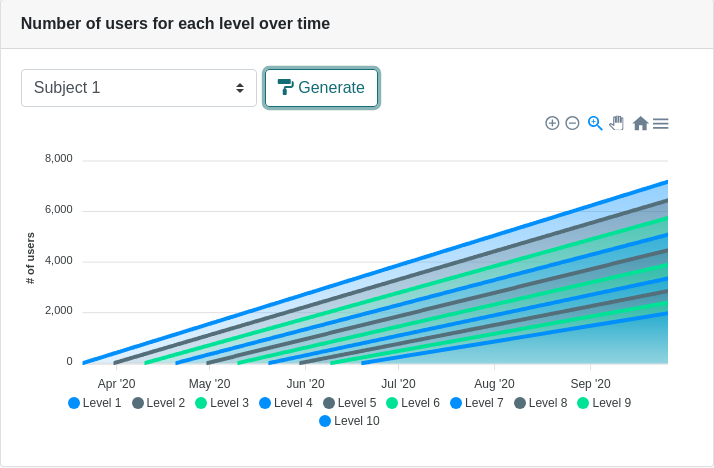 Number of users for each level over time
Subject 1
Generate
8,000
6,000
4,000
2,000
0
# of users
Apr '20 May '20 Jun '20 Jul '20 Aug '20 Sep '20
Level 1 Level 2 Level 3 Level 4 Level 5 Level 6 Level 7 Level 8 Level 9
Level 10